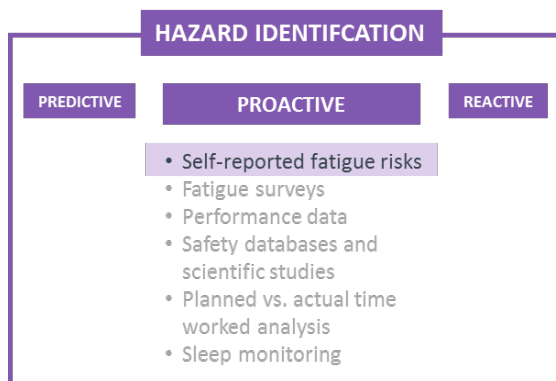 HAZARD IDENTIFCATION
PREDICTIVE
PROACTIVE
REACTIVE
• Self-reported fatigue risks
• Fatigue surveys
• Performance data
• Safety databases and
scientific studies
• Planned vs. actual time
worked analysis
• Sleep monitoring